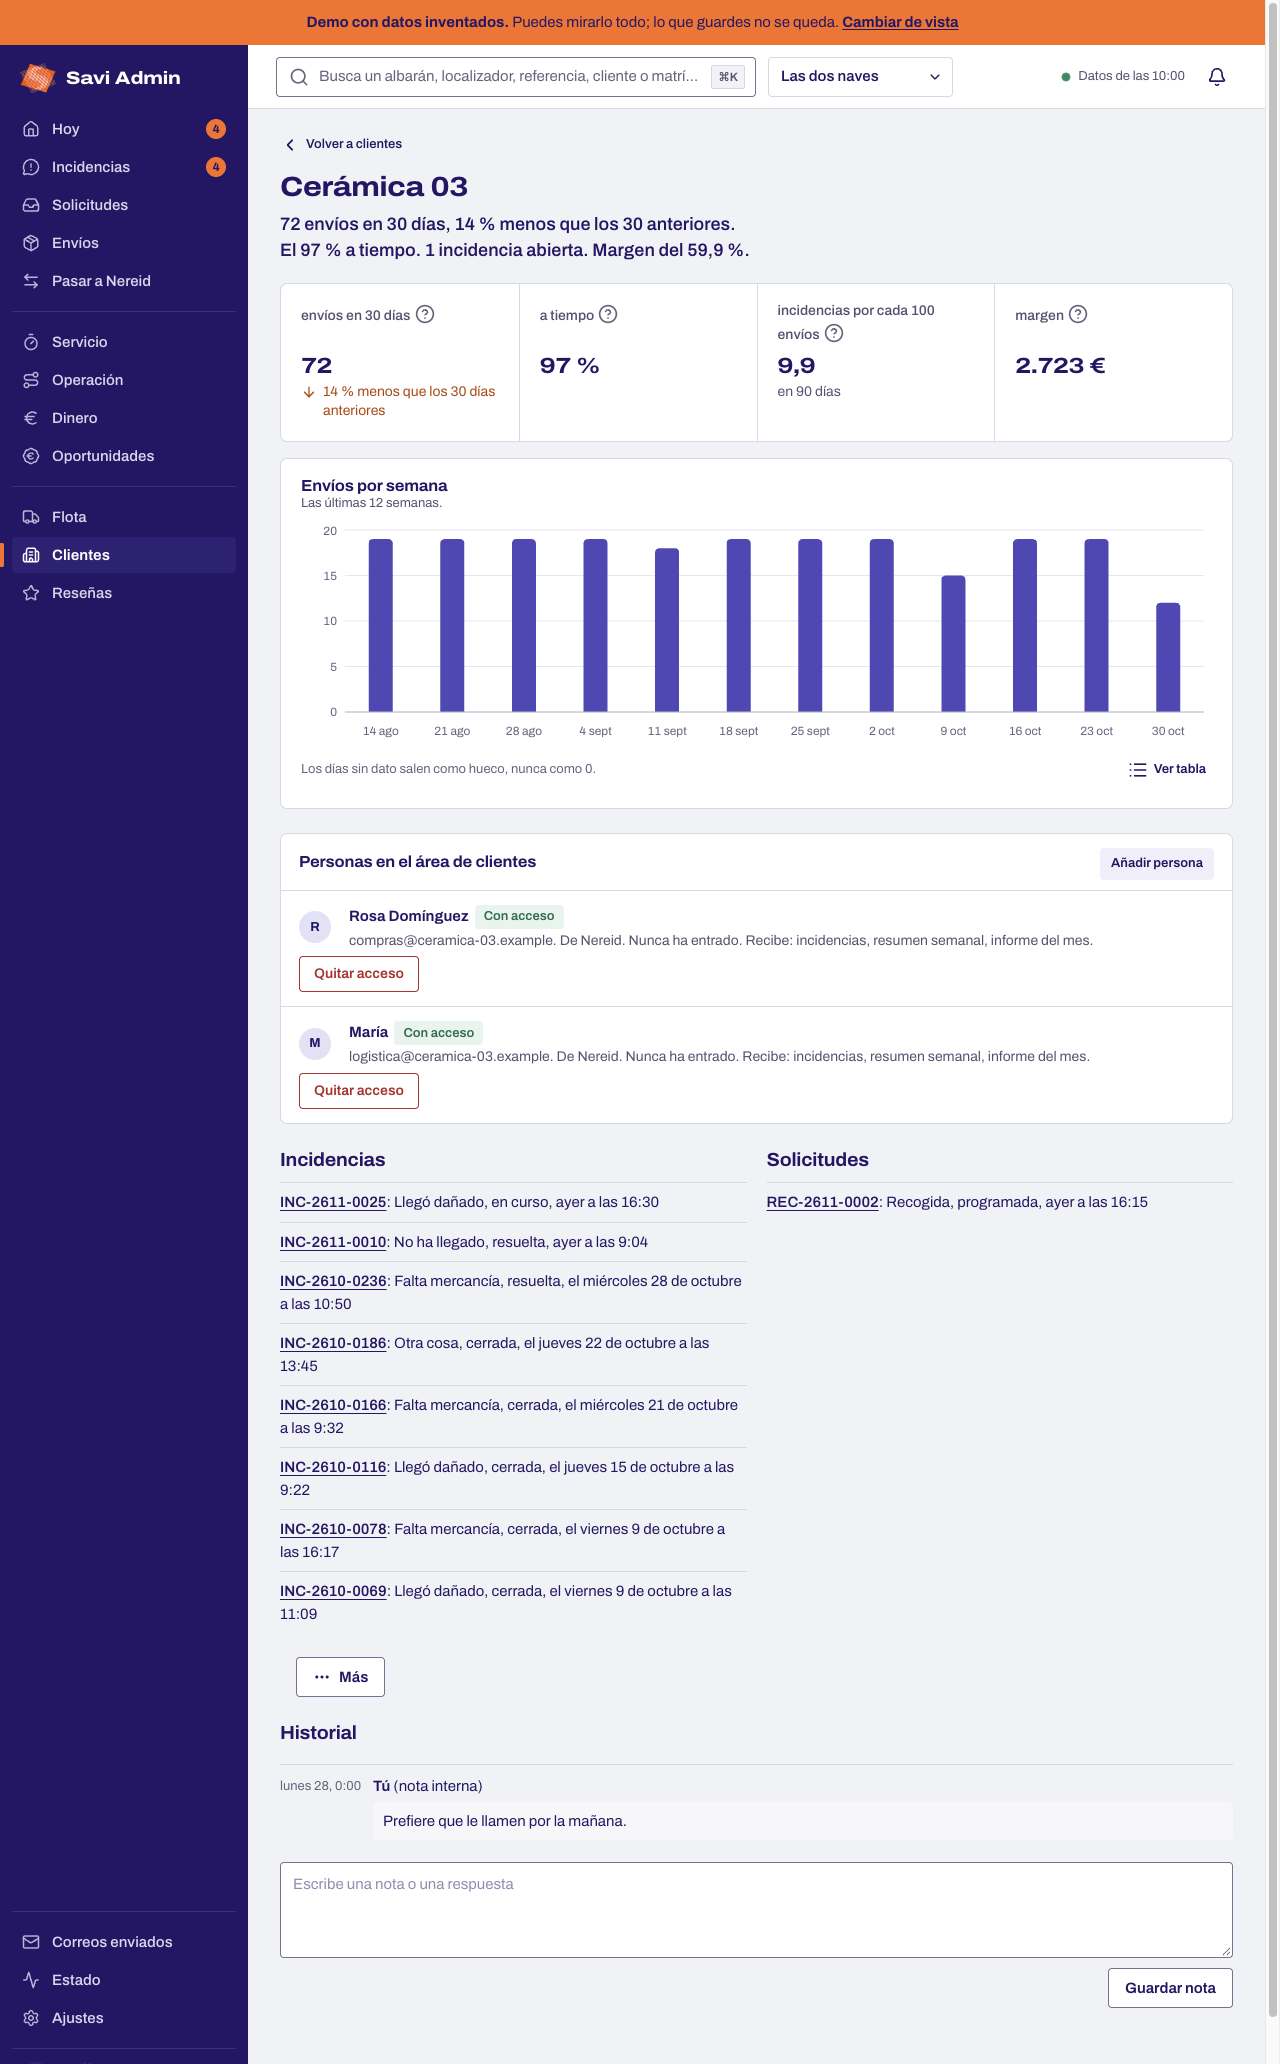 Demo con datos inventados. Puedes mirarlo todo; lo que guardes no se queda. Cambiar de vista
Savi Admin
Busca un albarán, localizador, referencia, cliente o matrí...
⌘K
Las dos naves
Datos de las 10:00
Hoy
4
Incidencias
4
Solicitudes
Envíos
Pasar a Nereid
Servicio
Operación
Dinero
Oportunidades
Flota
Clientes
Reseñas
Correos enviados
Estado
Ajustes
Volver a clientes
Cerámica 03
72 envíos en 30 días, 14 % menos que los 30 anteriores.
El 97 % a tiempo. 1 incidencia abierta. Margen del 59,9 %.
envíos en 30 días
72
14 % menos que los 30 días
anteriores
a tiempo
97 %
incidencias por cada 100
envíos
9,9
en 90 días
margen
2.723 €
Envíos por semana
Las últimas 12 semanas.
20
15
10
5
0
14 ago
21 ago
28 ago
4 sept
11 sept
18 sept
25 sept
2 oct
9 oct
16 oct
23 oct
30 oct
Los días sin dato salen como hueco, nunca como 0.
Ver tabla
Personas en el área de clientes
Añadir persona
R
Rosa Domínguez
Con acceso
compras@ceramica-03.example. De Nereid. Nunca ha entrado. Recibe: incidencias, resumen semanal, informe del mes.
Quitar acceso
M
María
Con acceso
logistica@ceramica-03.example. De Nereid. Nunca ha entrado. Recibe: incidencias, resumen semanal, informe del mes.
Quitar acceso
Incidencias
INC-2611-0025: Llegó dañado, en curso, ayer a las 16:30
INC-2611-0010: No ha llegado, resuelta, ayer a las 9:04
INC-2610-0236: Falta mercancía, resuelta, el miércoles 28 de octubre
a las 10:50
INC-2610-0186: Otra cosa, cerrada, el jueves 22 de octubre a las
13:45
INC-2610-0166: Falta mercancía, cerrada, el miércoles 21 de octubre
a las 9:32
INC-2610-0116: Llegó dañado, cerrada, el jueves 15 de octubre a las
9:22
INC-2610-0078: Falta mercancía, cerrada, el viernes 9 de octubre a
las 16:17
INC-2610-0069: Llegó dañado, cerrada, el viernes 9 de octubre a las
11:09
Solicitudes
REC-2611-0002: Recogida, programada, ayer a las 16:15
Más
Historial
lunes 28, 0:00
Tú (nota interna)
Prefiere que le llamen por la mañana.
Escribe una nota o una respuesta
Guardar nota